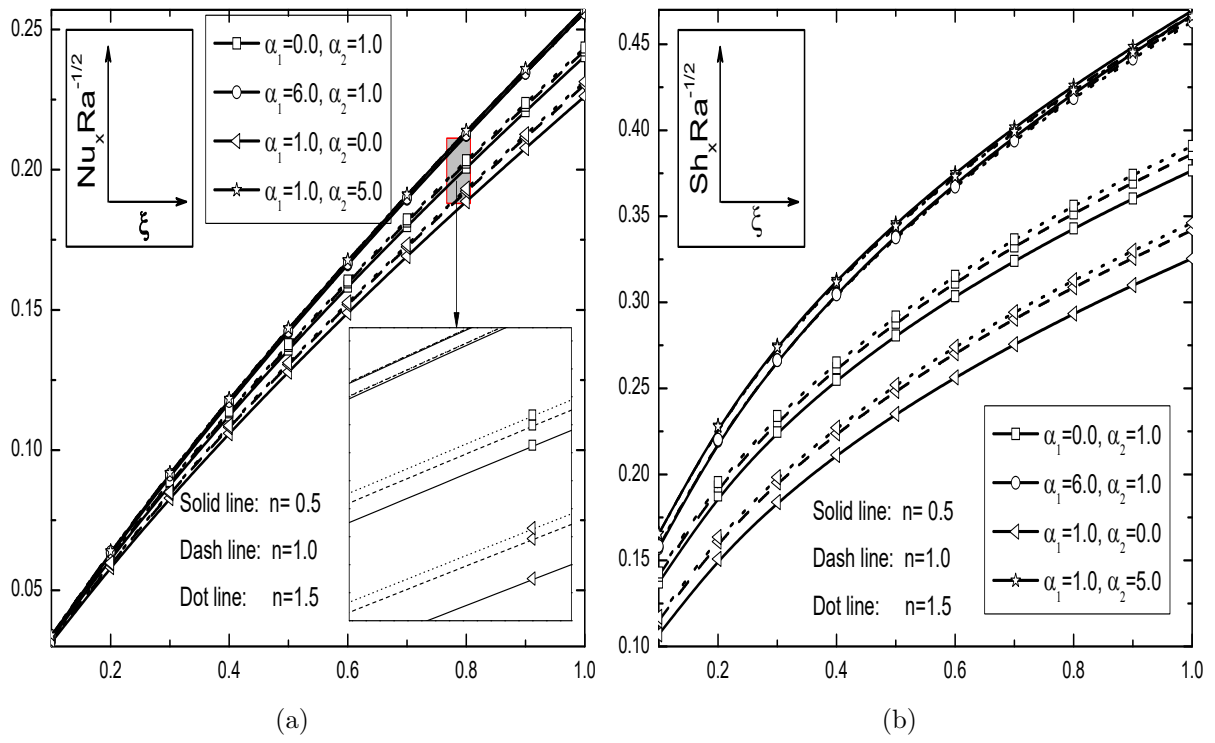 Nu_xRa^-1/2
ξ
α_1=0.0, α_2=1.0
α_1=6.0, α_2=1.0
α_1=1.0, α_2=0.0
α_1=1.0, α_2=5.0
0.25
0.20
0.15
0.10
0.05
Solid line: n= 0.5
Dash line: n=1.0
Dot line: n=1.5
0.2
0.4
0.6
0.8
1.0
(a)
Sh_xRa^-1/2
ξ
0.45
0.40
0.35
0.30
0.25
0.20
0.15
0.10
α_1=0.0, α_2=1.0
α_1=6.0, α_2=1.0
α_1=1.0, α_2=0.0
α_1=1.0, α_2=5.0
Solid line: n= 0.5
Dash line: n=1.0
Dot line: n=1.5
0.2
0.4
0.6
0.8
1.0
(b)